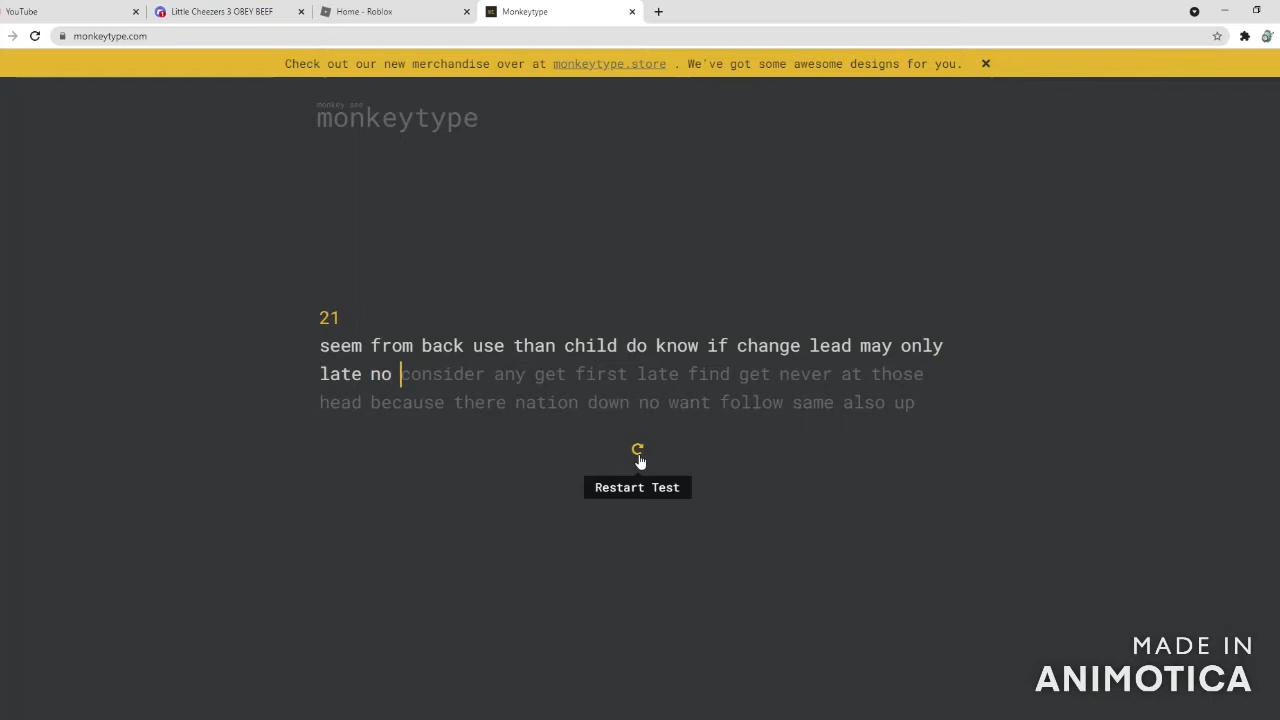 YouTube
Little Cheezers 3 OBEY BEEF
Home - Roblox
Monkeytype
monkeytype.com
Check out our new merchandise over at monkeytype.store . We've got some awesome designs for you.
monkey see
monkeytype
21
seem from back use than child do know if change lead may only
late no consider any get first late find get never at those
head because there nation down no want follow same also up
Restart Test
MADE IN
ANIMOTICA